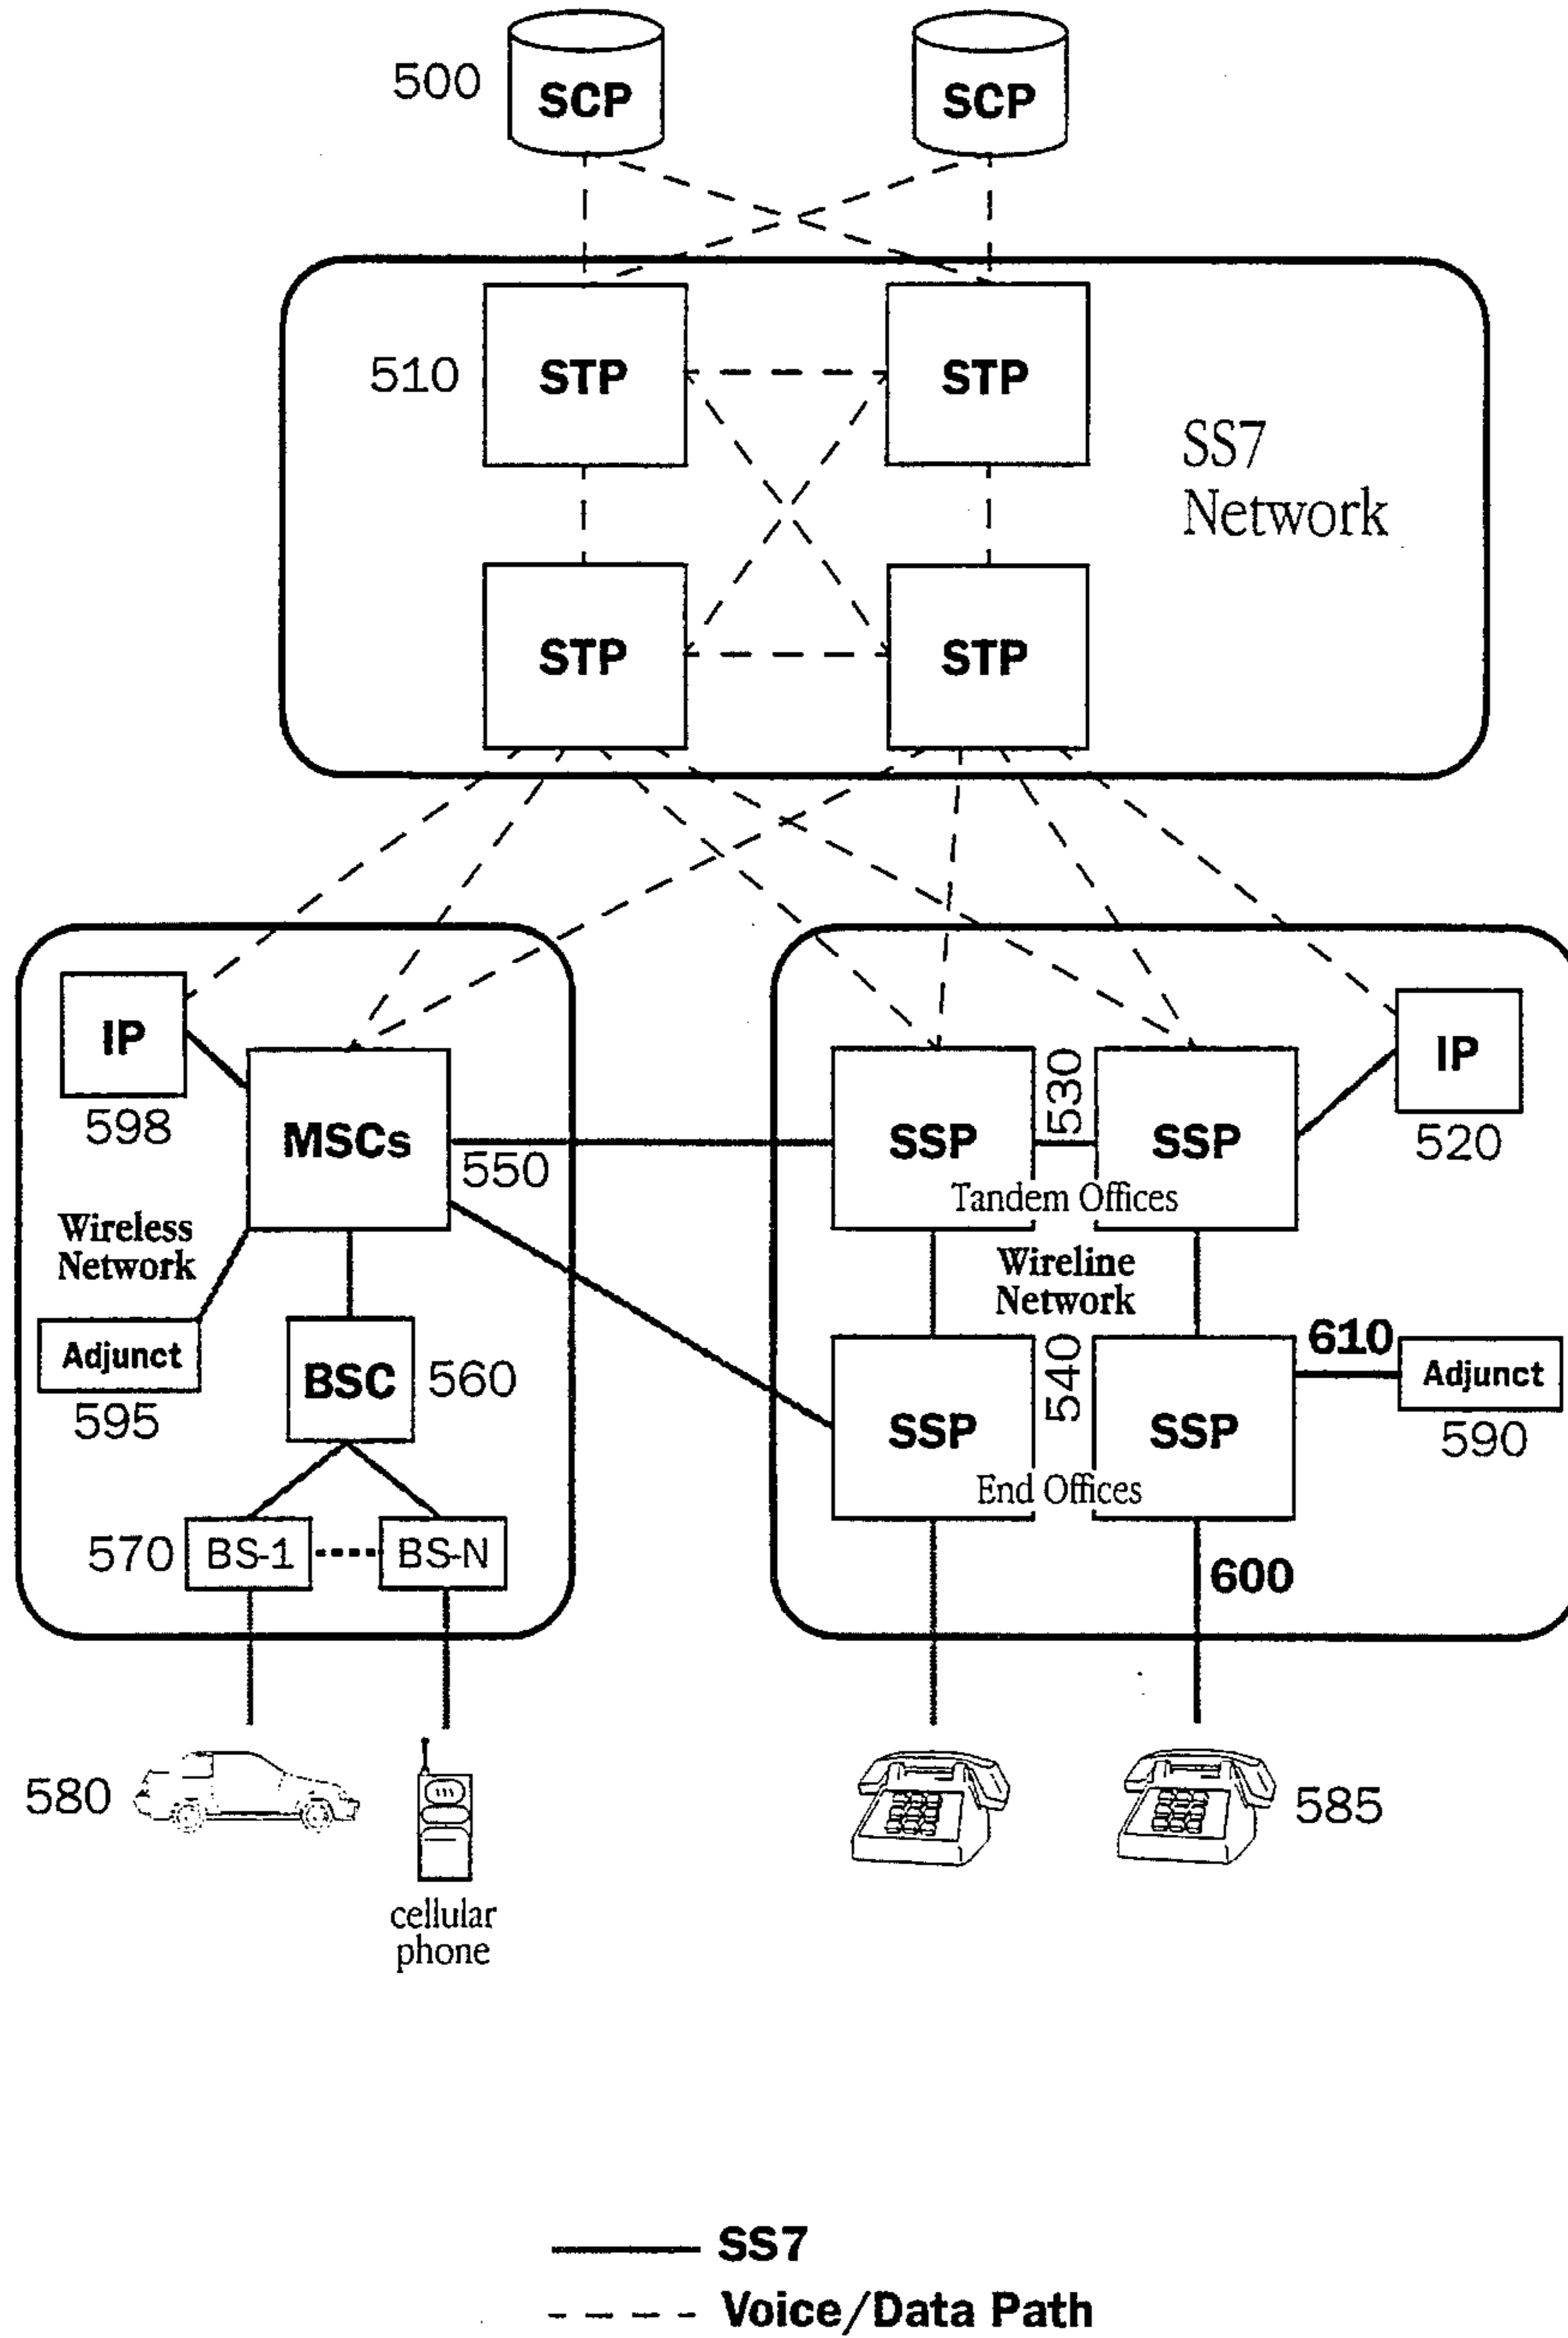 500
SCP
SCP
510
STP
STP
SS7
Network
STP
STP
IP
598
MSCs
550
SSP
530
SSP
IP
520
Tandem Offices
Wireless
Network
Wireline
Network
Adjunct
595
BSC
560
SSP
540
SSP
610
Adjunct
590
End Offices
570
BS-1
BS-N
600
580
585
cellular
phone
SS7
Voice/Data Path